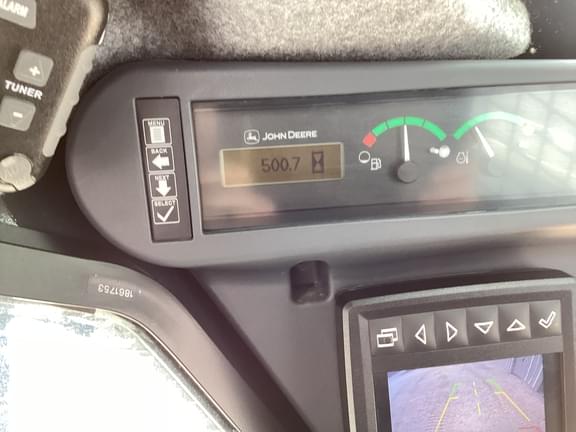 ALARM
TUNER
MENU
BACK
NEXT
SELECT
JOHN DEERE
500.7
1861753